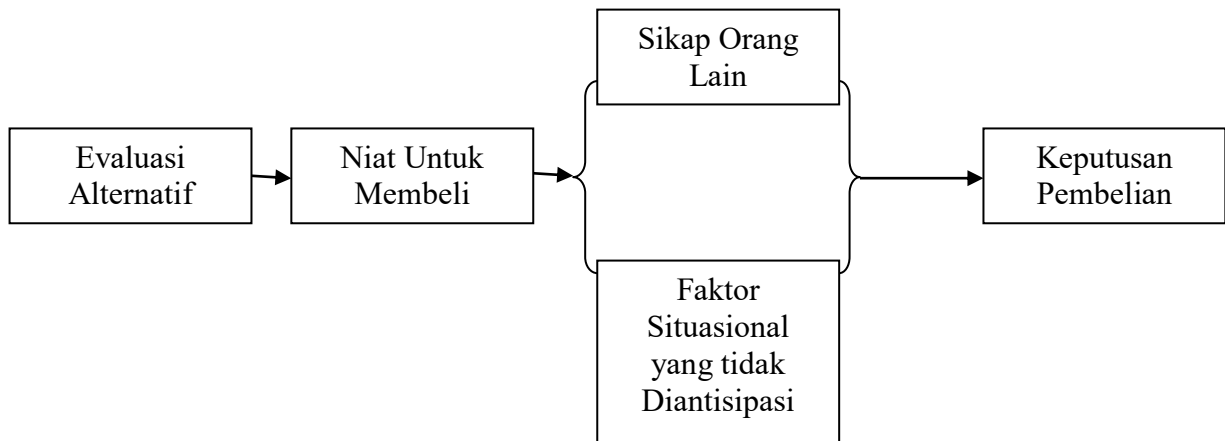 Evaluasi
Alternatif
Niat Untuk
Membeli
Sikap Orang
Lain
Faktor
Situasional
yang tidak
Diantisipasi
Keputusan
Pembelian